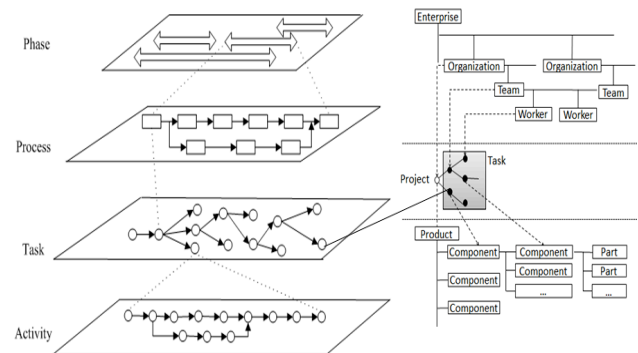 Phase
Process
Task
Activity
Enterprise
Organization
Organization
Team
Team
Worker
Worker
Task
Project
Product
Component
Component
Part
Component
Component
Part
...
...
Component